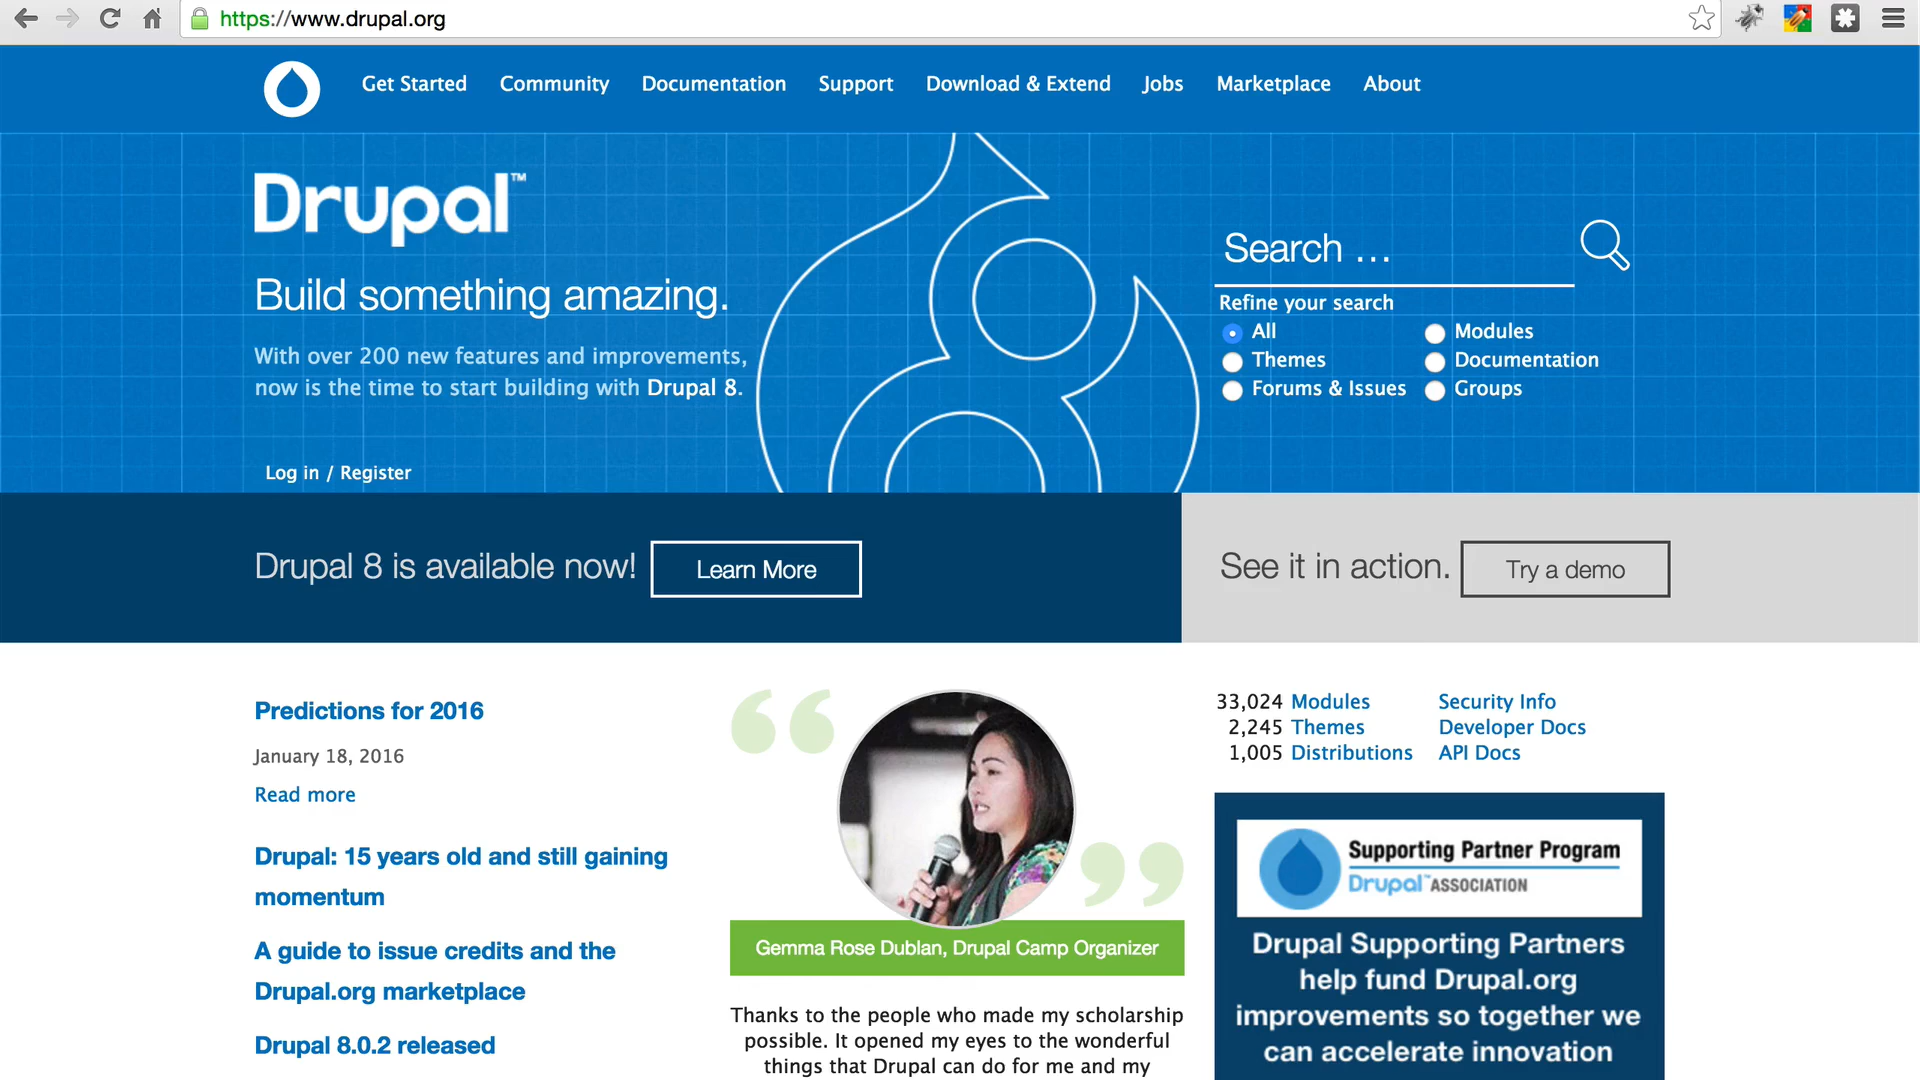 https://www.drupal.org
Get Started Community Documentation Support Download & Extend Jobs Marketplace About
Drupal™
Build something amazing.
With over 200 new features and improvements,
now is the time to start building with Drupal 8.
Log in / Register
Search ...
Refine your search
All Modules
Themes Documentation
Forums & Issues Groups
Drupal 8 is available now! Learn More
See it in action. Try a demo
Predictions for 2016
January 18, 2016
Read more
Drupal: 15 years old and still gaining
momentum
A guide to issue credits and the
Drupal.org marketplace
Drupal 8.0.2 released
Gemma Rose Dublan, Drupal Camp Organizer
Thanks to the people who made my scholarship
possible. It opened my eyes to the wonderful
things that Drupal can do for me and my
33,024 Modules Security Info
2,245 Themes Developer Docs
1,005 Distributions API Docs
Supporting Partner Program
Drupal™ ASSOCIATION
Drupal Supporting Partners
help fund Drupal.org
improvements so together we
can accelerate innovation